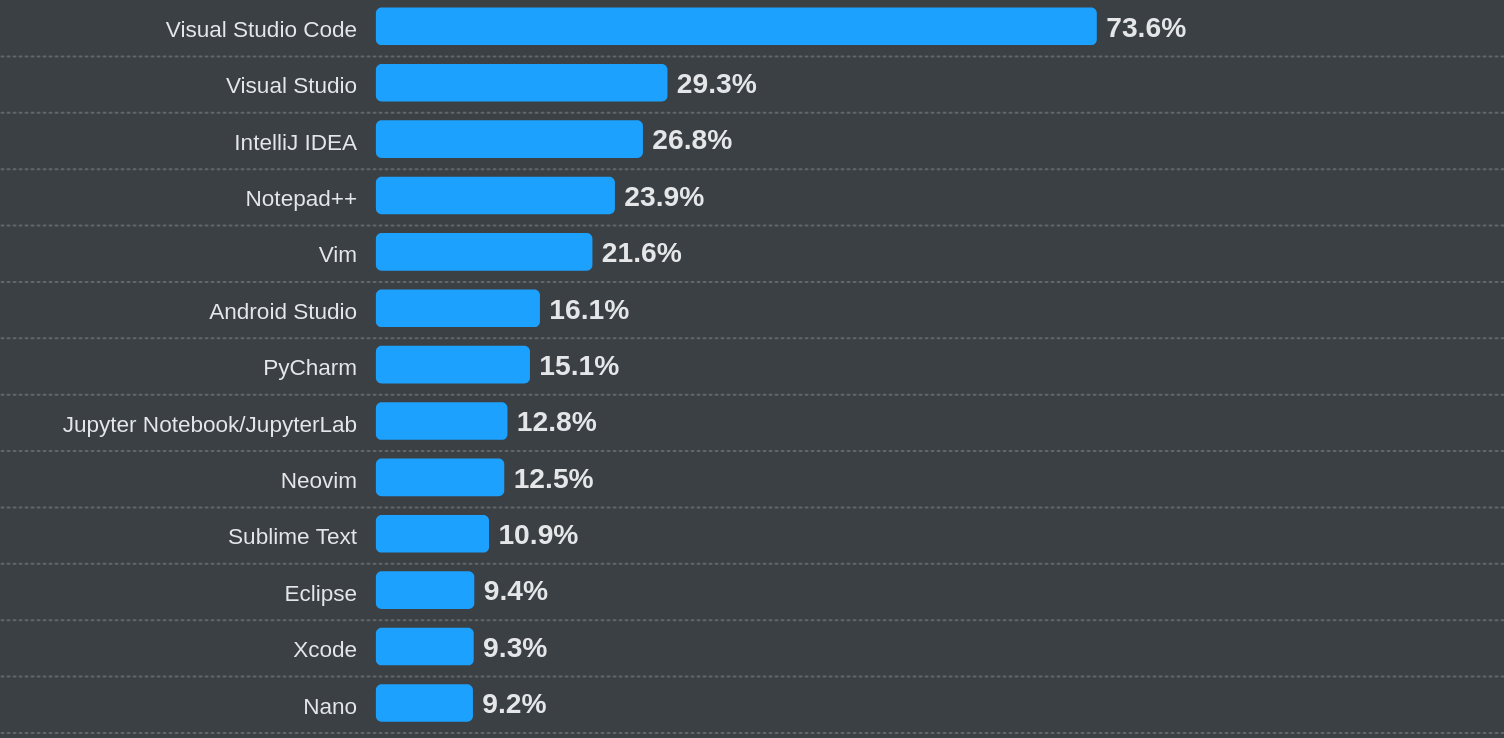 Visual Studio Code 73.6%
Visual Studio 29.3%
IntelliJ IDEA 26.8%
Notepad++ 23.9%
Vim 21.6%
Android Studio 16.1%
PyCharm 15.1%
Jupyter Notebook/JupyterLab 12.8%
Neovim 12.5%
Sublime Text 10.9%
Eclipse 9.4%
Xcode 9.3%
Nano 9.2%